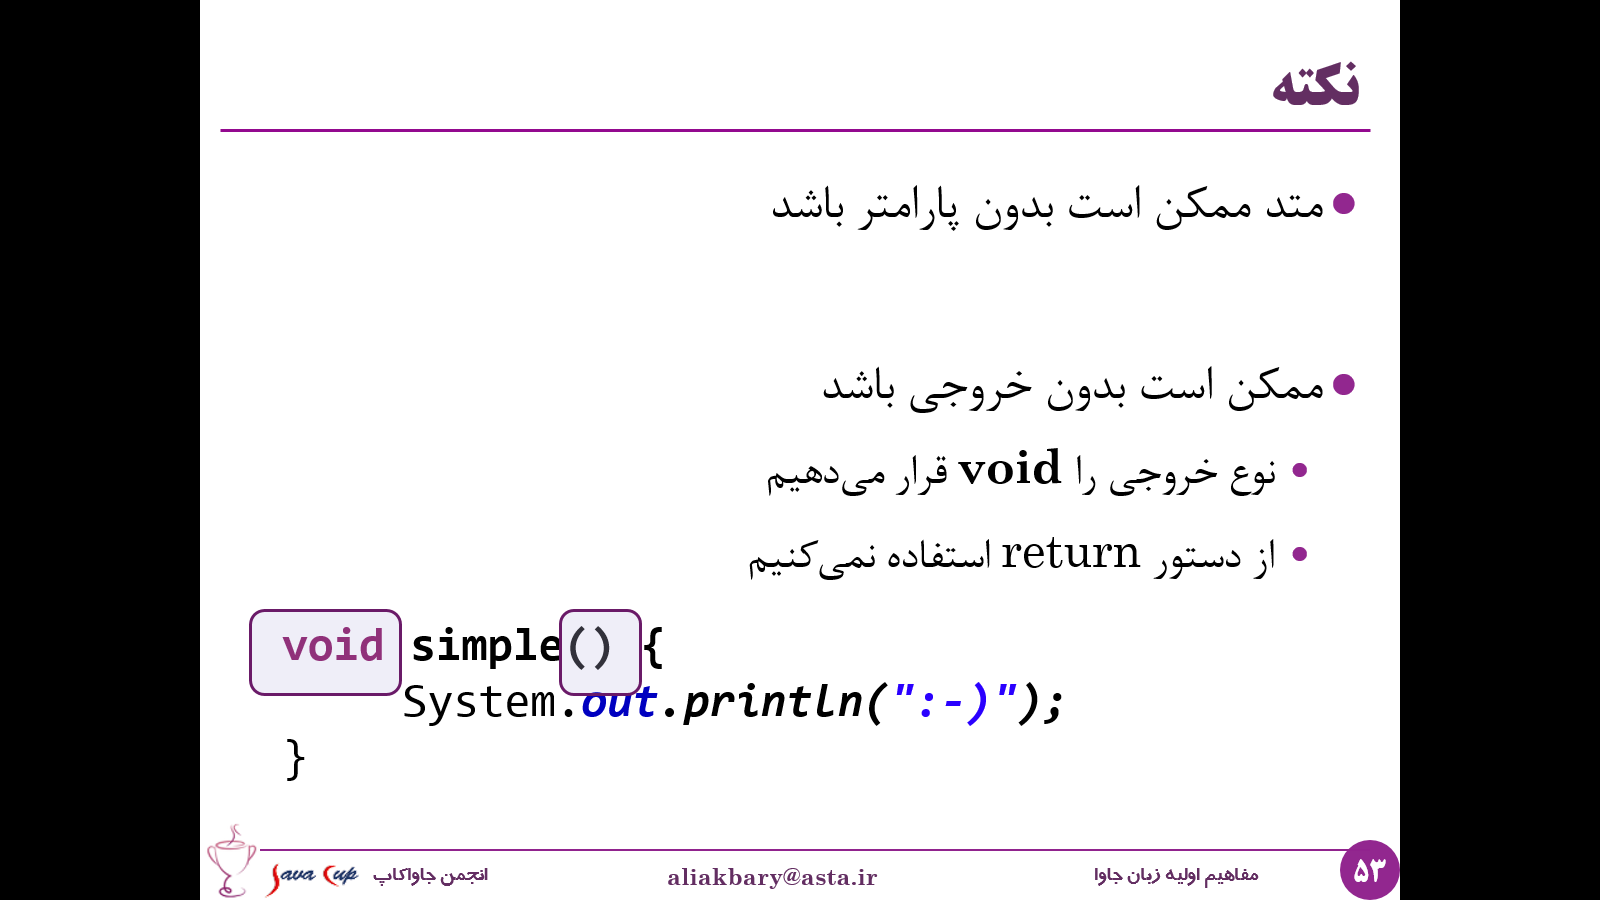 نکته
متد ممکن است بدون پارامتر باشد
ممکن است بدون خروجی باشد
نوع خروجی را void قرار می‌دهیم
از دستور return استفاده نمی‌کنیم
void simple() {
System.out.println(":-)");
}
۵۳
مفاهیم اولیه زبان جاوا
aliakbary@asta.ir
انجمن جاواکاپ
Java Cup